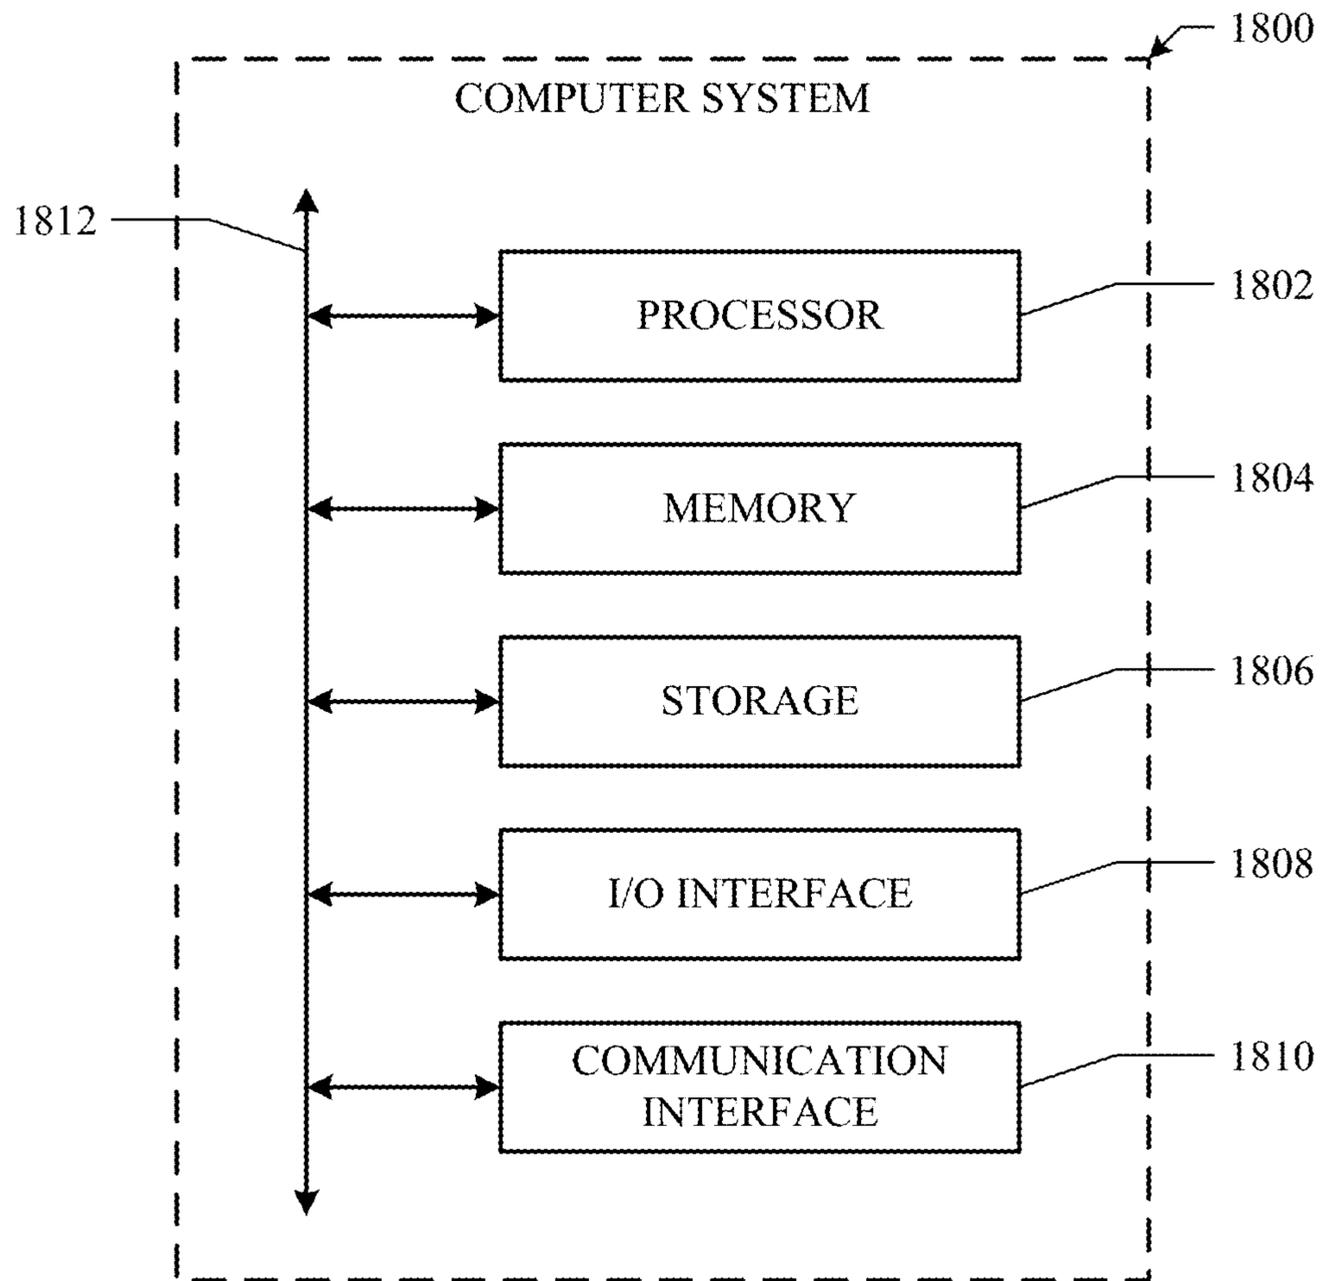 1800
COMPUTER SYSTEM
1812
PROCESSOR
1802
MEMORY
1804
STORAGE
1806
I/O INTERFACE
1808
COMMUNICATION
INTERFACE
1810